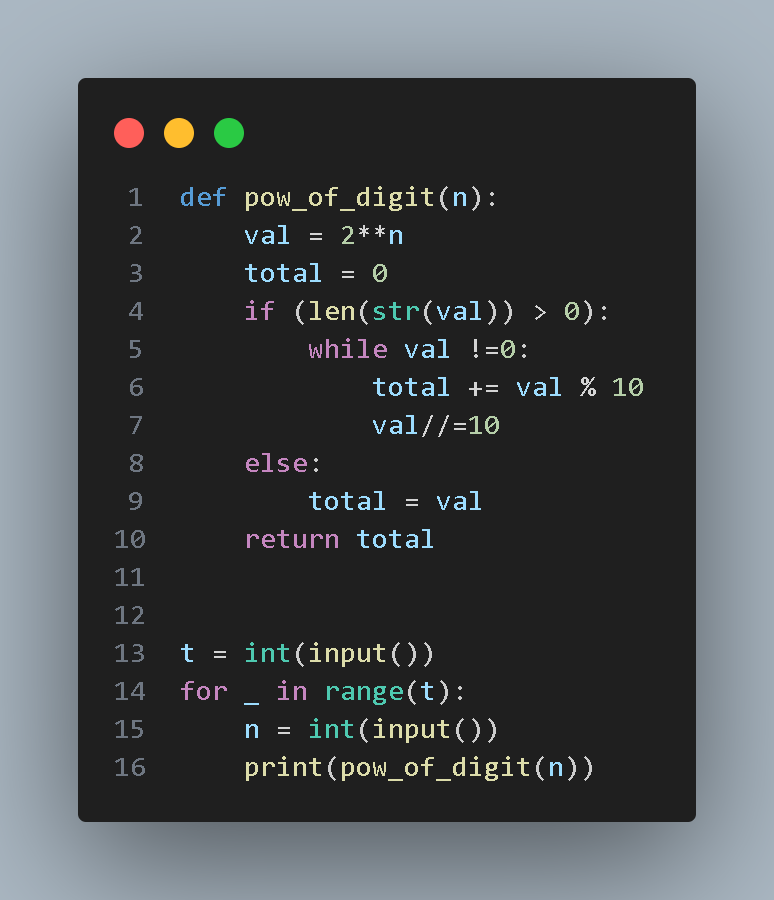 1 def pow_of_digit(n):
2     val = 2**n
3     total = 0
4     if (len(str(val)) > 0):
5         while val !=0:
6             total += val % 10
7             val//=10
8     else:
9         total = val
10     return total
11
12
13 t = int(input())
14 for _ in range(t):
15     n = int(input())
16     print(pow_of_digit(n))